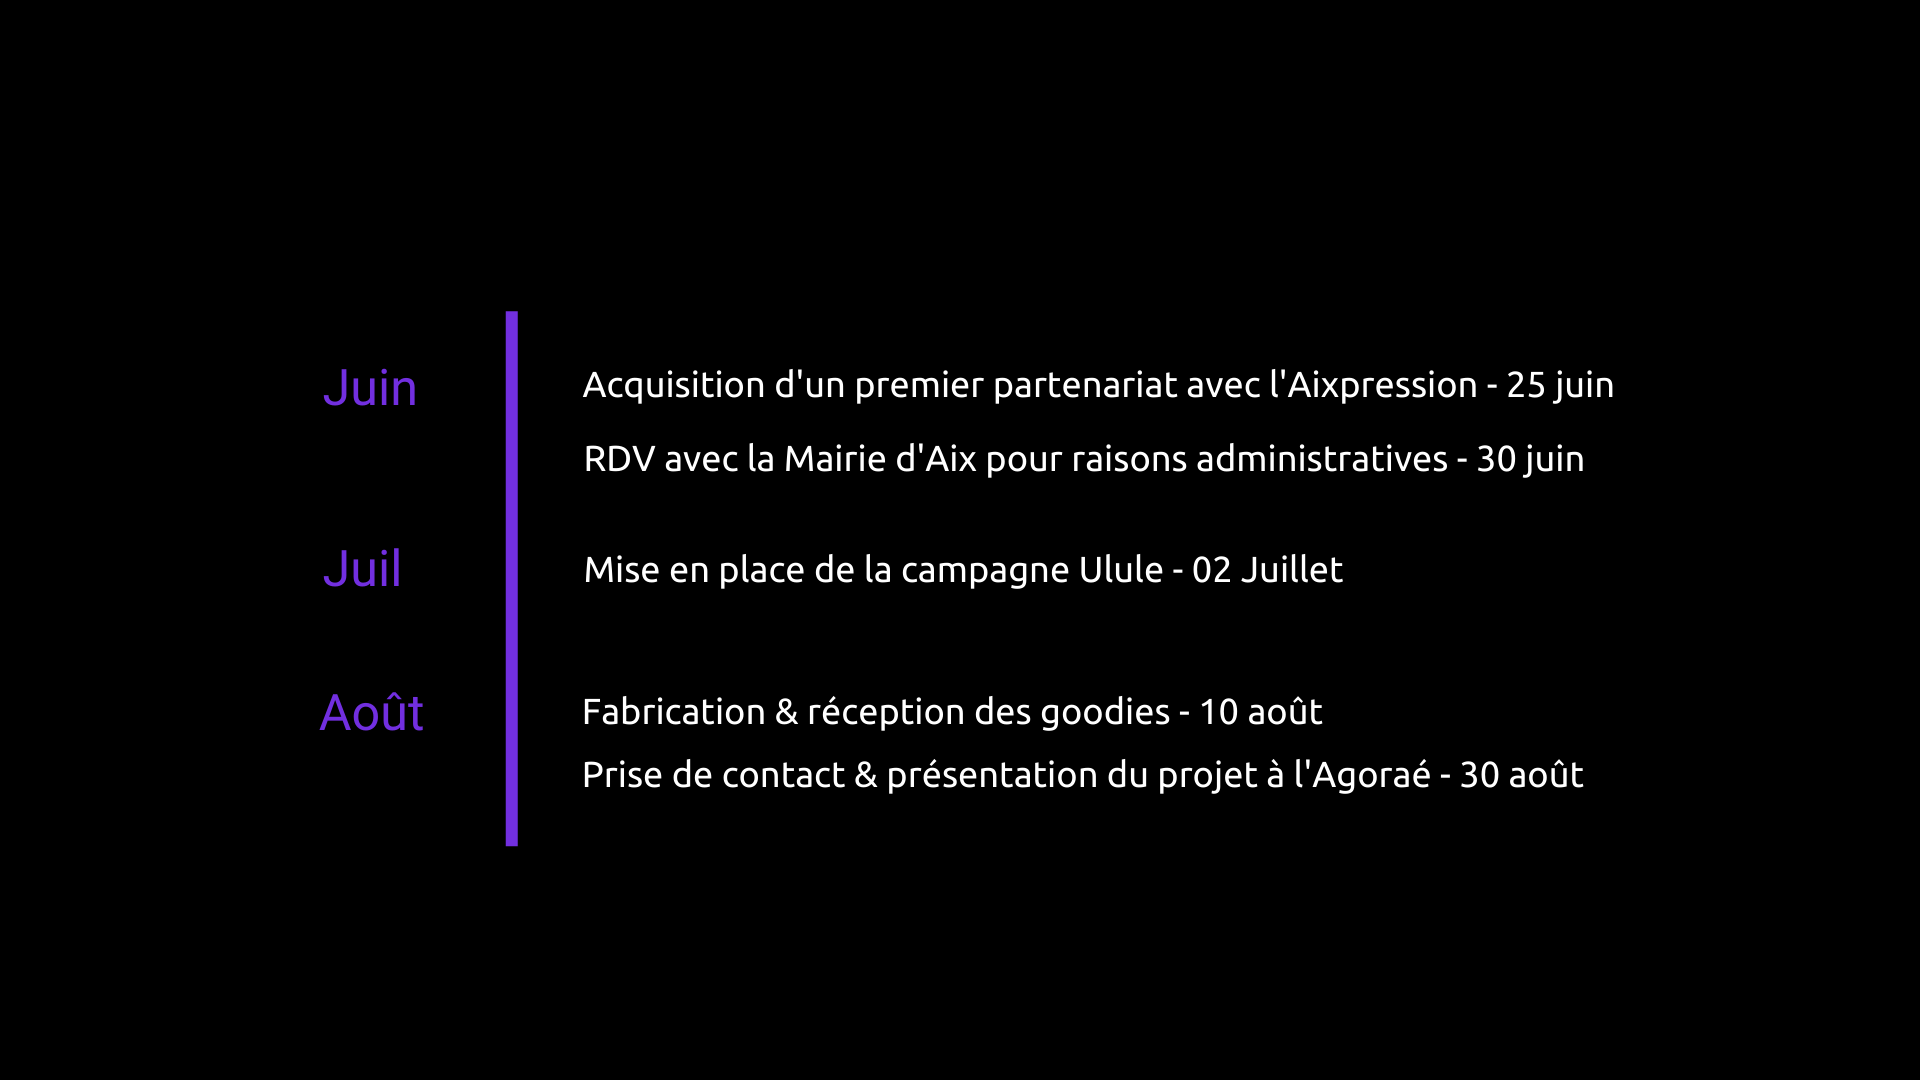 Juin
Acquisition d'un premier partenariat avec l'Aixpression - 25 juin
RDV avec la Mairie d'Aix pour raisons administratives - 30 juin
Juil
Mise en place de la campagne Ulule - 02 Juillet
Août
Fabrication & réception des goodies - 10 août
Prise de contact & présentation du projet à l'Agoraé - 30 août